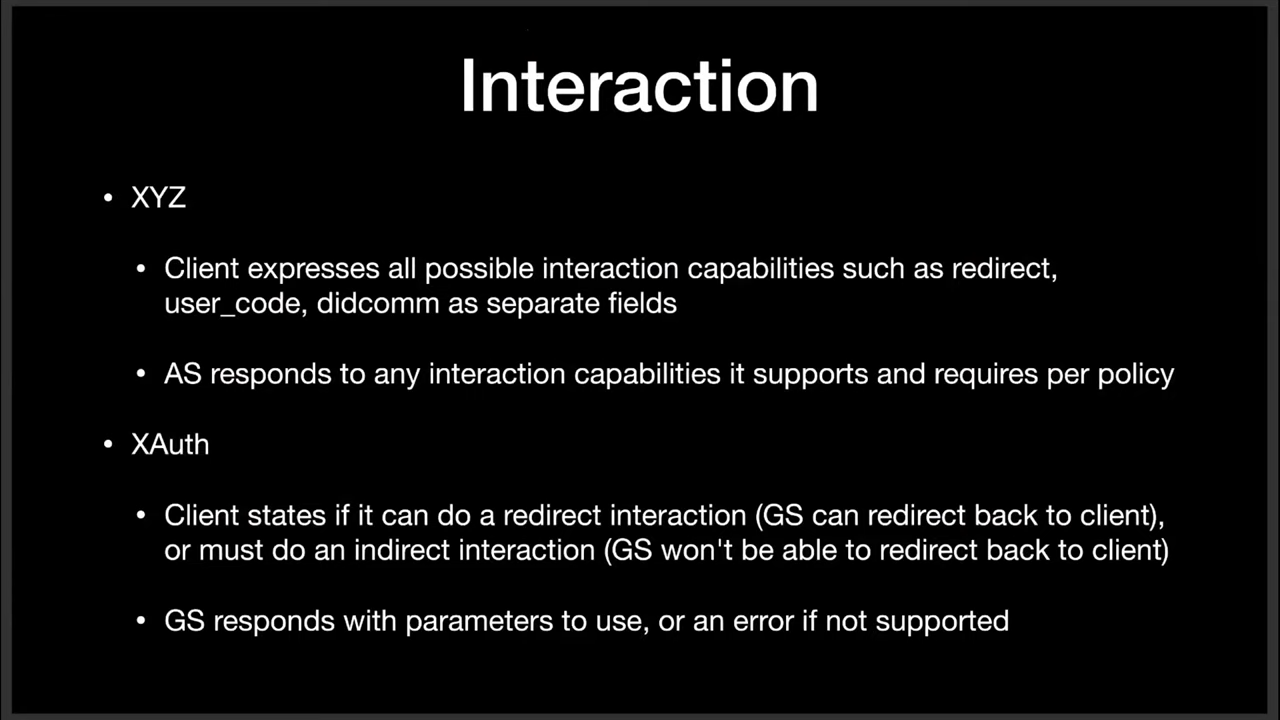 Interaction
• XYZ
• Client expresses all possible interaction capabilities such as redirect,
user_code, didcomm as separate fields
• AS responds to any interaction capabilities it supports and requires per policy
• XAuth
• Client states if it can do a redirect interaction (GS can redirect back to client),
or must do an indirect interaction (GS won't be able to redirect back to client)
• GS responds with parameters to use, or an error if not supported